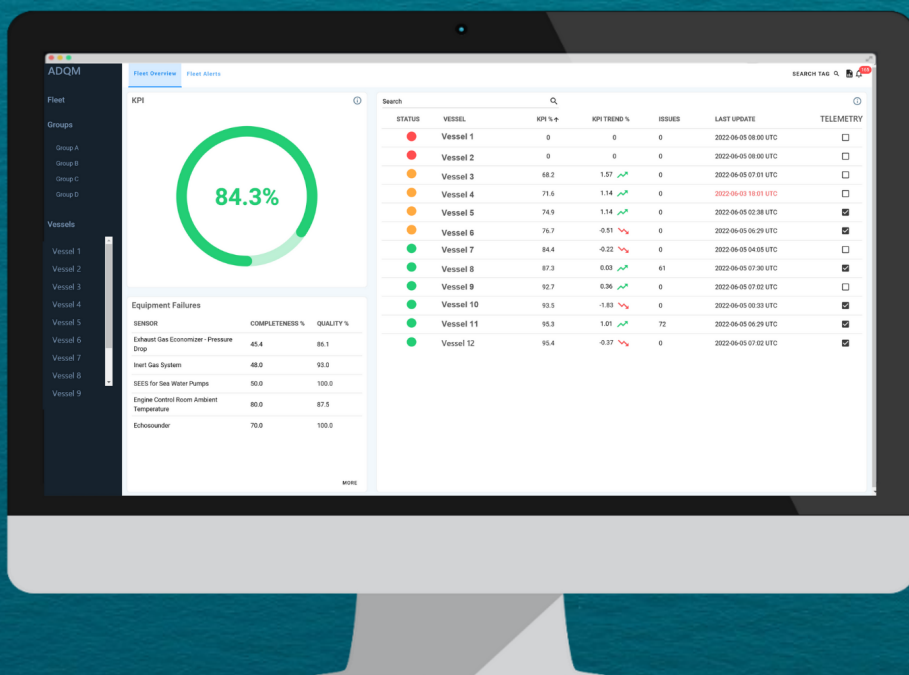 ADQM
Fleet
Groups
Group A
Group B
Group C
Group D
Vessels
Vessel 1
Vessel 2
Vessel 3
Vessel 4
Vessel 5
Vessel 6
Vessel 7
Vessel 8
Vessel 9
Fleet Overview Fleet Alerts
SEARCH TAG
KPI
84.3%
Equipment Failures
SENSOR COMPLETENESS % QUALITY %
Exhaust Gas Economizer - Pressure
Drop 45.4 86.1
Inert Gas System 48.0 93.0
SEES for Sea Water Pumps 50.0 100.0
Engine Control Room Ambient
Temperature 80.0 87.5
Echosounder 70.0 100.0
MORE
Search
STATUS VESSEL KPI % KPI TREND % ISSUES LAST UPDATE TELEMETRY
Vessel 1 0 0 0 2022-06-05 08:00 UTC
Vessel 2 0 0 0 2022-06-05 08:00 UTC
Vessel 3 68.2 1.57 0 2022-06-05 07:01 UTC
Vessel 4 71.6 1.14 0 2022-06-03 18:01 UTC
Vessel 5 74.9 1.14 0 2022-06-05 02:38 UTC
Vessel 6 76.7 -0.51 0 2022-06-05 06:29 UTC
Vessel 7 84.4 -0.22 0 2022-06-05 04:05 UTC
Vessel 8 87.3 0.03 61 2022-06-05 07:30 UTC
Vessel 9 92.7 0.36 0 2022-06-05 07:02 UTC
Vessel 10 93.5 -1.83 0 2022-06-05 00:33 UTC
Vessel 11 95.3 1.01 72 2022-06-05 06:29 UTC
Vessel 12 95.4 -0.37 0 2022-06-05 07:02 UTC